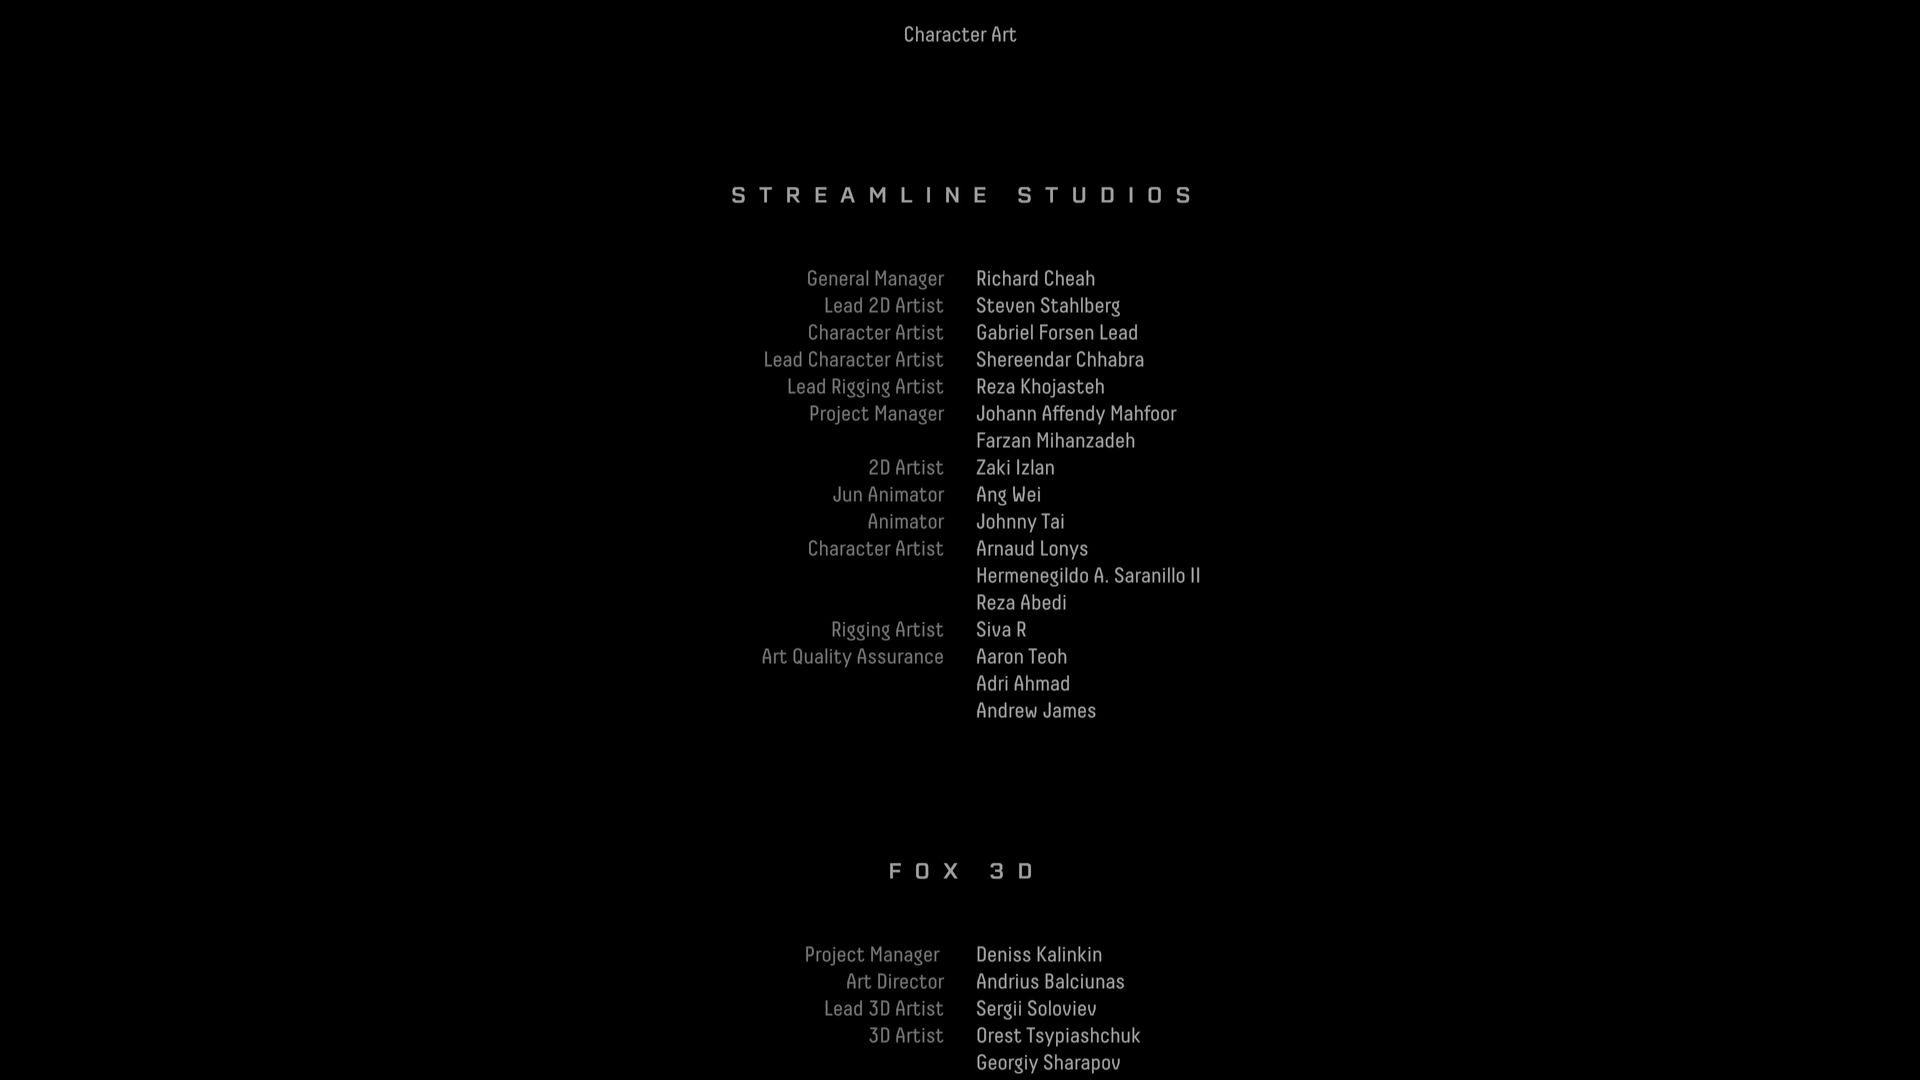 Character Art
STREAMLINE STUDIOS
General Manager Richard Cheah
Lead 2D Artist Steven Stahlberg
Character Artist Gabriel Forsen Lead
Lead Character Artist Shereendar Chhabra
Lead Rigging Artist Reza Khojasteh
Project Manager Johann Affendy Mahfoor
Farzan Mihanzadeh
2D Artist Zaki Izlan
Jun Animator Ang Wei
Animator Johnny Tai
Character Artist Arnaud Lonys
Hermenegildo A. Saranillo II
Reza Abedi
Rigging Artist Siva R
Art Quality Assurance Aaron Teoh
Adri Ahmad
Andrew James
FOX 3D
Project Manager Deniss Kalinkin
Art Director Andrius Balciunas
Lead 3D Artist Sergii Soloviev
3D Artist Orest Tsypiashchuk
Georgiy Sharapov